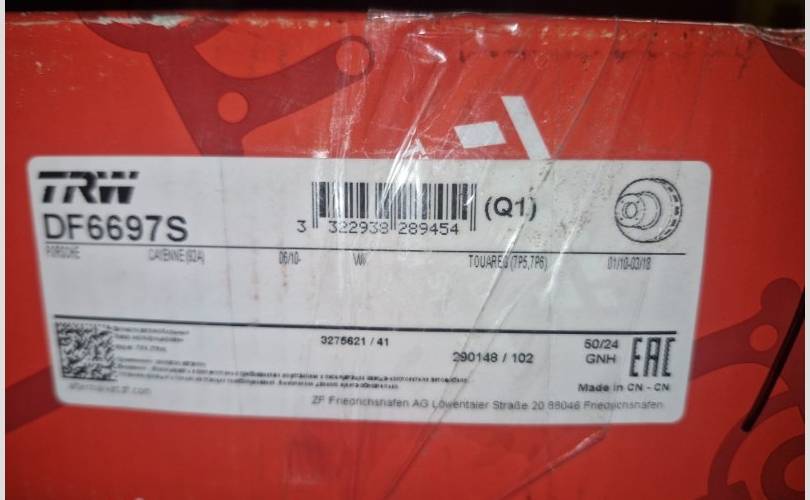 TRW
DF6697S
3 322938 289454 (Q1)
PORSCHE CAYENNE (92A) 06/10- VW TOUAREG (7P5,7P6) 01/10-03/18
3275621 / 41
290148 / 102
50/24
GNH
EAC
Made in CN - CN
ZF Friedrichshafen AG Löwentaler Straße 20 88046 Friedrichshafen